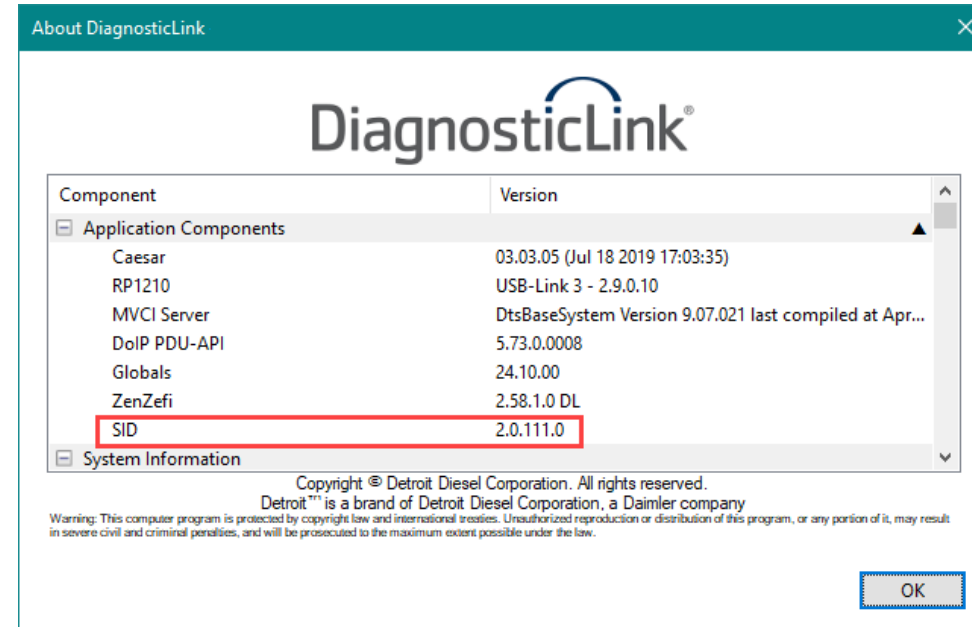 About DiagnosticLink
DiagnosticLink®
Component Version
Application Components
Caesar 03.03.05 (Jul 18 2019 17:03:35)
RP1210 USB-Link 3 - 2.9.0.10
MVCI Server DtsBaseSystem Version 9.07.021 last compiled at Apr...
DoIP PDU-API 5.73.0.0008
Globals 24.10.00
ZenZefi 2.58.1.0 DL
SID 2.0.111.0
System Information
Copyright © Detroit Diesel Corporation. All rights reserved.
Detroit™ is a brand of Detroit Diesel Corporation, a Daimler company
Warning: This computer program is protected by copyright law and international treaties. Unauthorized reproduction or distribution of this program, or any portion of it, may result
in severe civil and criminal penalties, and will be prosecuted to the maximum extent possible under the law.
OK